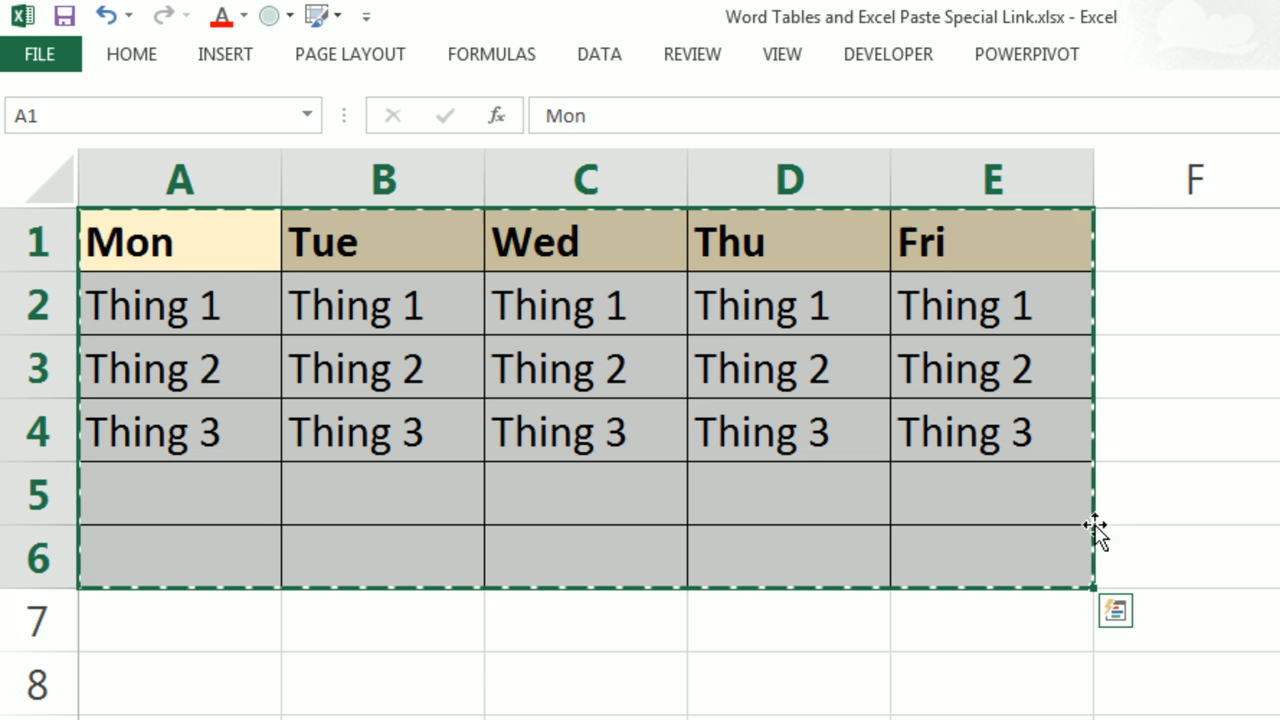 Word Tables and Excel Paste Special Link.xlsx - Excel
FILE HOME INSERT PAGE LAYOUT FORMULAS DATA REVIEW VIEW DEVELOPER POWERPIVOT
A1 fx Mon
A B C D E F
1 Mon Tue Wed Thu Fri
2 Thing 1 Thing 1 Thing 1 Thing 1 Thing 1
3 Thing 2 Thing 2 Thing 2 Thing 2 Thing 2
4 Thing 3 Thing 3 Thing 3 Thing 3 Thing 3
5
6
7
8